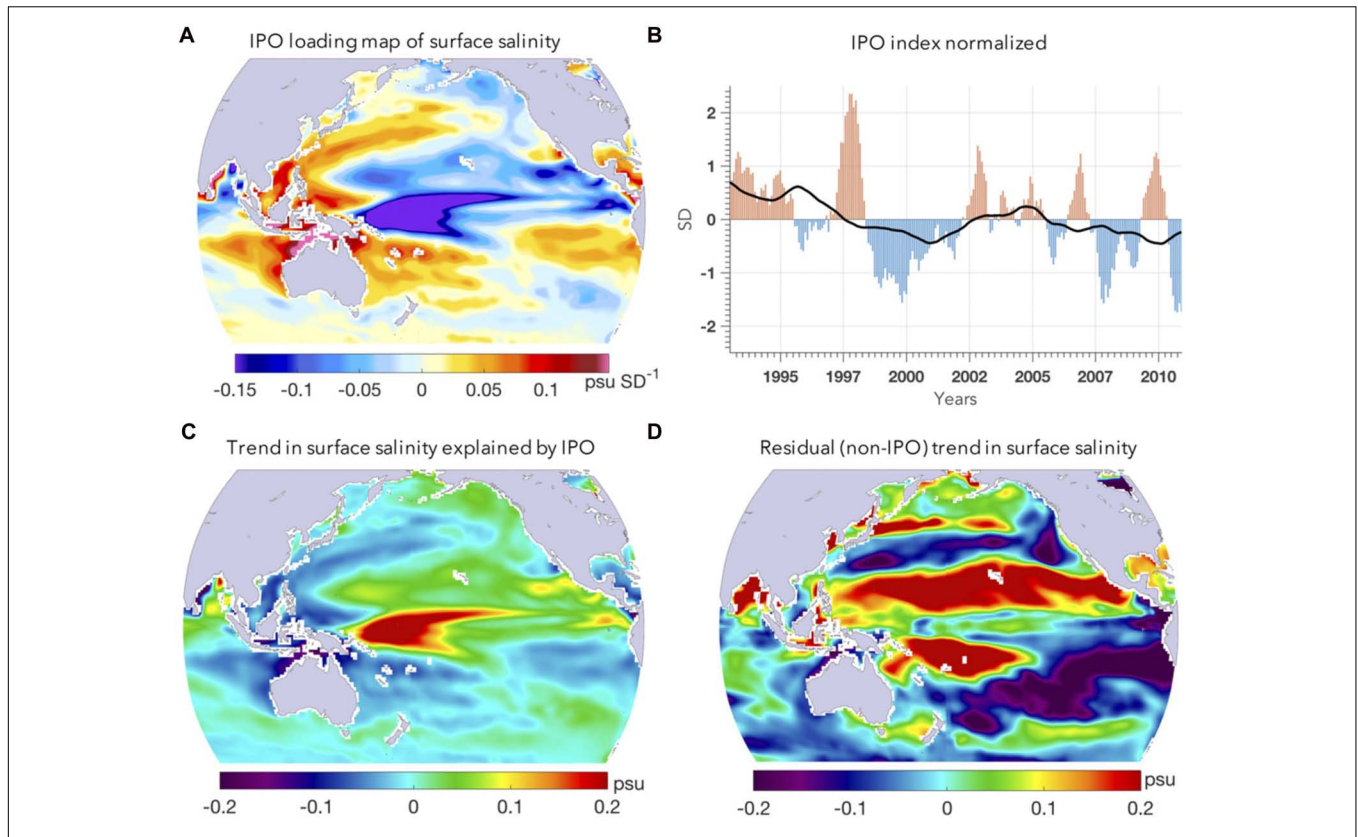 A
IPO loading map of surface salinity
-0.15 -0.1 -0.05 0 0.05 0.1 psu SD⁻¹
B
IPO index normalized
SD
2
1
0
-1
-2
1995 1997 2000 2002 2005 2007 2010
Years
C
Trend in surface salinity explained by IPO
-0.2 -0.1 0 0.1 0.2
psu
D
Residual (non-IPO) trend in surface salinity
-0.2 -0.1 0 0.1 0.2
psu